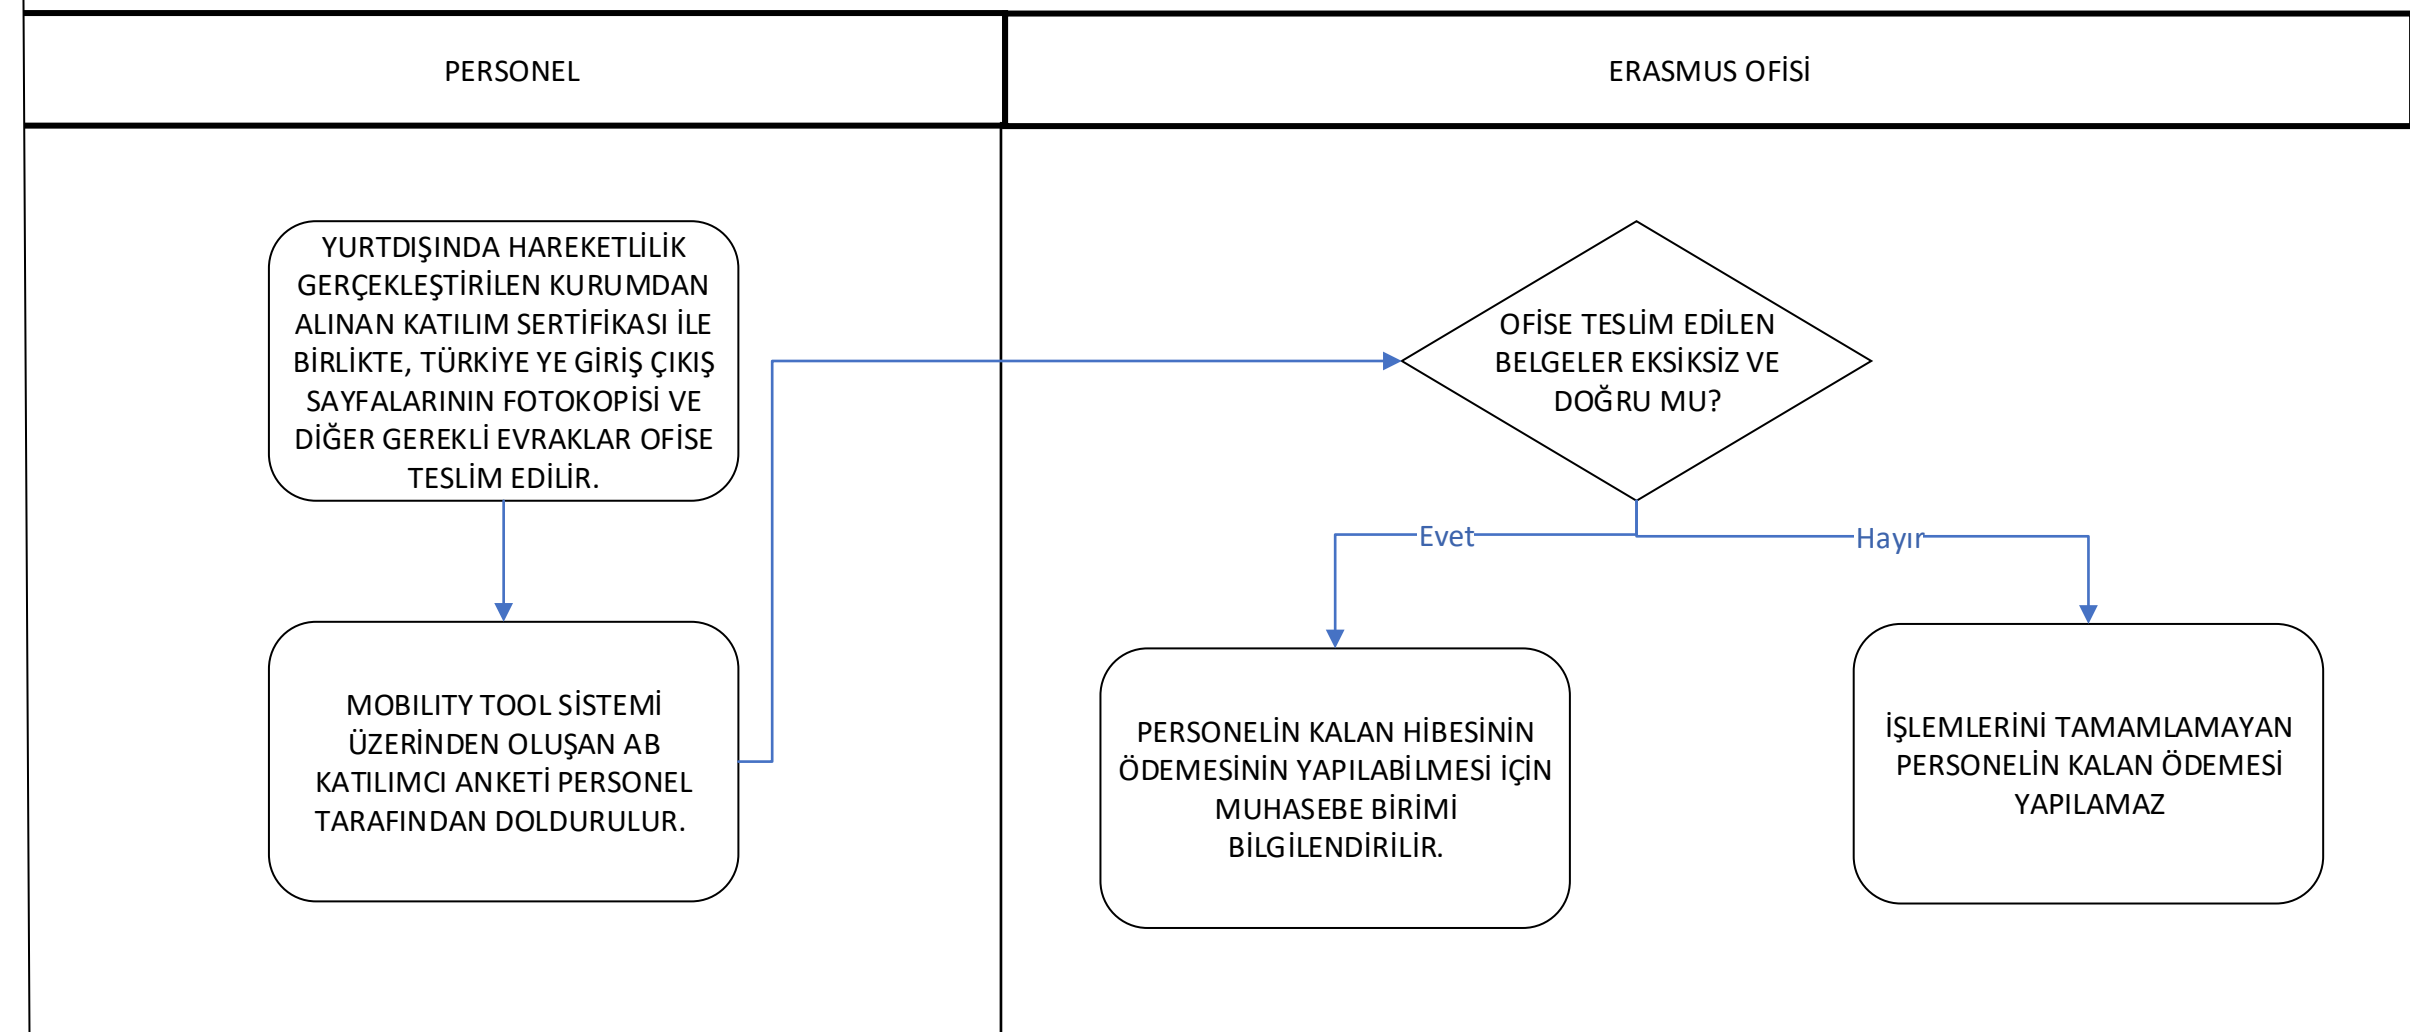 PERSONEL
ERASMUS OFİSİ
YURTDIŞINDA HAREKETLİLİK
GERÇEKLEŞTİRİLEN KURUMDAN
ALINAN KATILIM SERTİFİKASI İLE
BİRLİKTE, TÜRKİYE YE GİRİŞ ÇIKIŞ
SAYFALARININ FOTOKOPİSİ VE
DİĞER GEREKLİ EVRAKLAR OFİSE
TESLİM EDİLİR.
MOBILITY TOOL SİSTEMİ
ÜZERİNDEN OLUŞAN AB
KATILIMCI ANKETİ PERSONEL
TARAFINDAN DOLDURULUR.
OFİSE TESLİM EDİLEN
BELGELER EKSİKSİZ VE
DOĞRU MU?
Evet
Hayır
PERSONELİN KALAN HİBESİNİN
ÖDEMESİNİN YAPILABİLMESİ İÇİN
MUHASEBE BİRİMİ
BİLGİLENDİRİLİR.
İŞLEMLERİNİ TAMAMLAMAYAN
PERSONELİN KALAN ÖDEMESİ
YAPILAMAZ